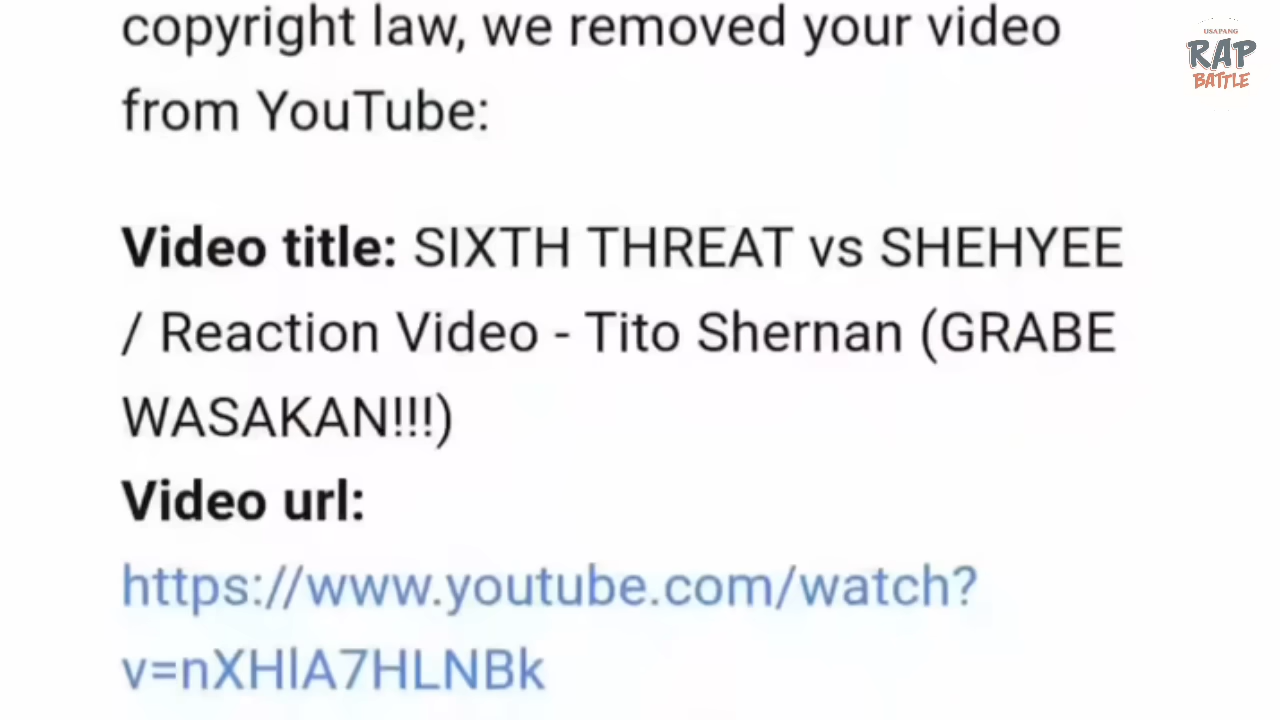 copyright law, we removed your video
from YouTube:
Video title: SIXTH THREAT vs SHEHYEE
/ Reaction Video - Tito Shernan (GRABE
WASAKAN!!!)
Video url:
https://www.youtube.com/watch?
v=nXHlA7HLNBk
USAPANG
RAP
BATTLE